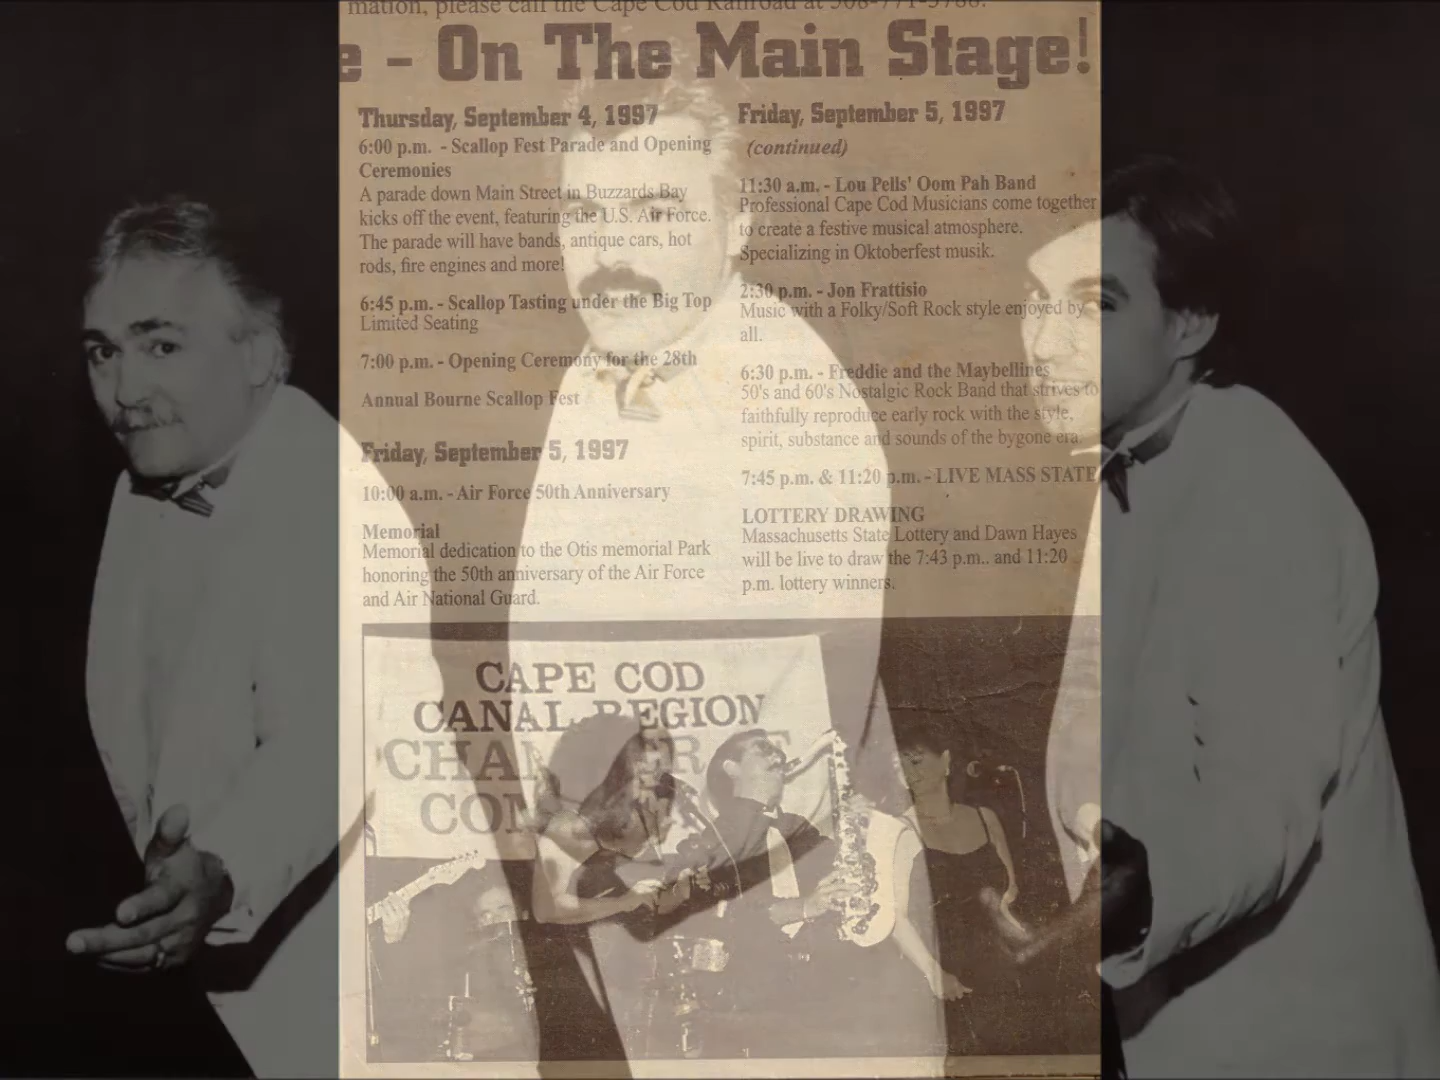 mation, please call the Cape Cod Railroad at 508-771-3788.
e - On The Main Stage!
Thursday, September 4, 1997
6:00 p.m. - Scallop Fest Parade and Opening
Ceremonies
A parade down Main Street in Buzzards Bay
kicks off the event, featuring the U.S. Air Force.
The parade will have bands, antique cars, hot
rods, fire engines and more!
6:45 p.m. - Scallop Tasting under the Big Top
Limited Seating
7:00 p.m. - Opening Ceremony for the 28th
Annual Bourne Scallop Fest
Friday, September 5, 1997
10:00 a.m. - Air Force 50th Anniversary
Memorial
Memorial dedication to the Otis memorial Park
honoring the 50th anniversary of the Air Force
and Air National Guard.
Friday, September 5, 1997
(continued)
11:30 a.m. - Lou Pells' Oom Pah Band
Professional Cape Cod Musicians come together
to create a festive musical atmosphere.
Specializing in Oktoberfest musik.
2:30 p.m. - Jon Frattisio
Music with a Folky/Soft Rock style enjoyed by
all.
6:30 p.m. - Freddie and the Maybellines
50's and 60's Nostalgic Rock Band that strives to
faithfully reproduce early rock with the style,
spirit, substance and sounds of the bygone era.
7:45 p.m. & 11:20 p.m. - LIVE MASS STATE
LOTTERY DRAWING
Massachusetts State Lottery and Dawn Hayes
will be live to draw the 7:43 p.m.. and 11:20
p.m. lottery winners.
CAPE COD
CANAL REGION